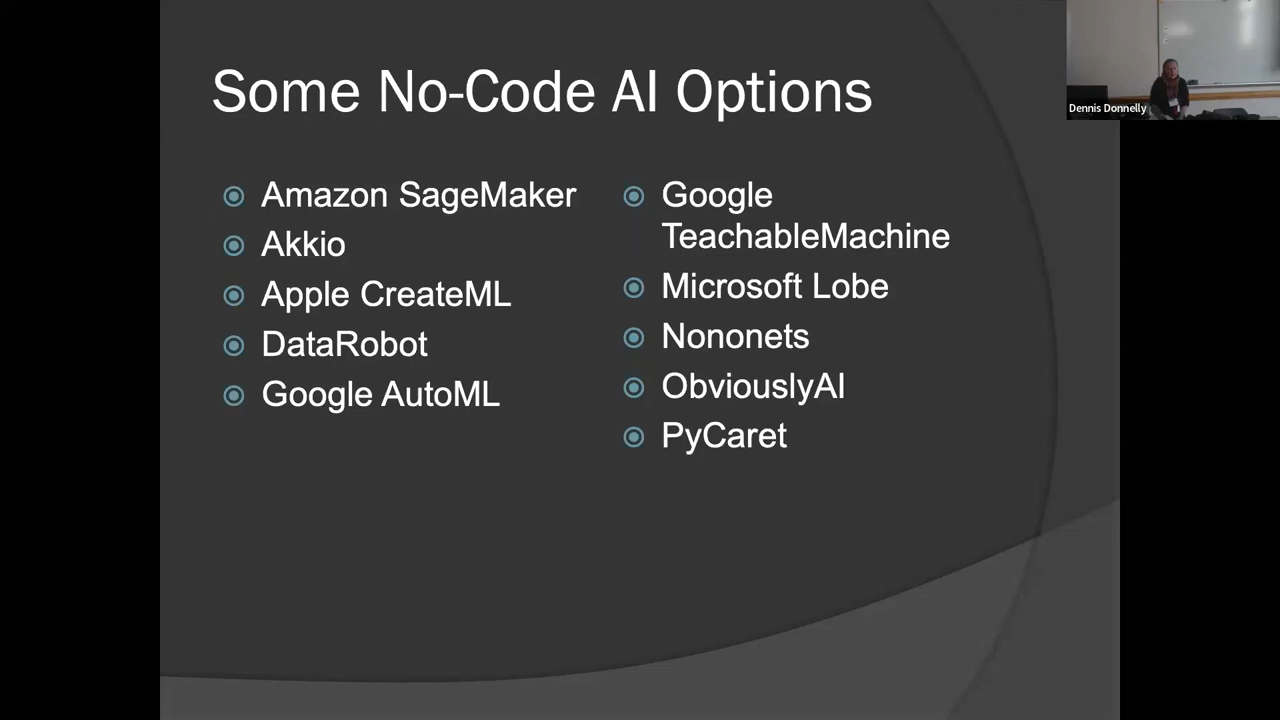 Some No-Code AI Options
Amazon SageMaker
Akkio
Apple CreateML
DataRobot
Google AutoML
Google
TeachableMachine
Microsoft Lobe
Nononets
ObviouslyAI
PyCaret
Dennis Donnelly